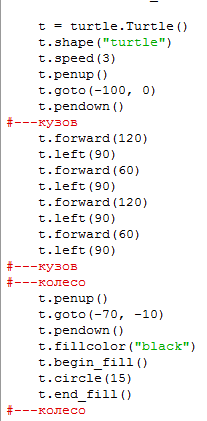 t = turtle.Turtle()
t.shape("turtle")
t.speed(3)
t.penup()
t.goto(-100, 0)
t.pendown()
#---кузов
t.forward(120)
t.left(90)
t.forward(60)
t.left(90)
t.forward(120)
t.left(90)
t.forward(60)
t.left(90)
#---кузов
#---колесо
t.penup()
t.goto(-70, -10)
t.pendown()
t.fillcolor("black")
t.begin_fill()
t.circle(15)
t.end_fill()
#---колесо